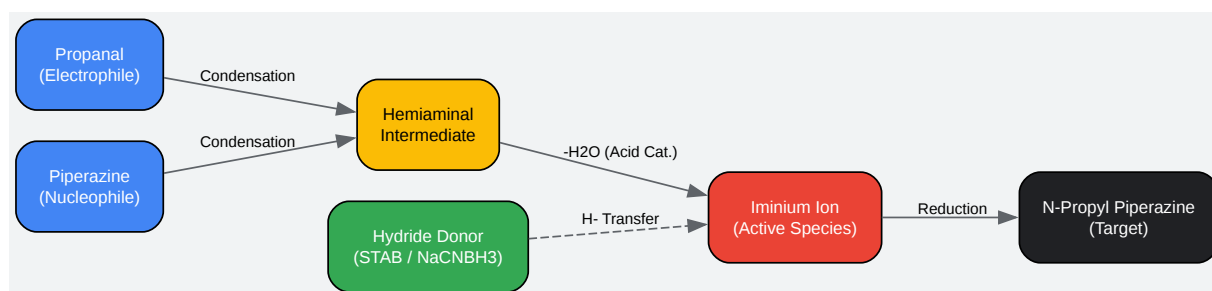 Propanal
(Electrophile)
Condensation
Piperazine
(Nucleophile)
Condensation
Hemiaminal
Intermediate
-H2O (Acid Cat.)
Hydride Donor
(STAB / NaCNBH3)
H- Transfer
Iminium Ion
(Active Species)
Reduction
N-Propyl Piperazine
(Target)